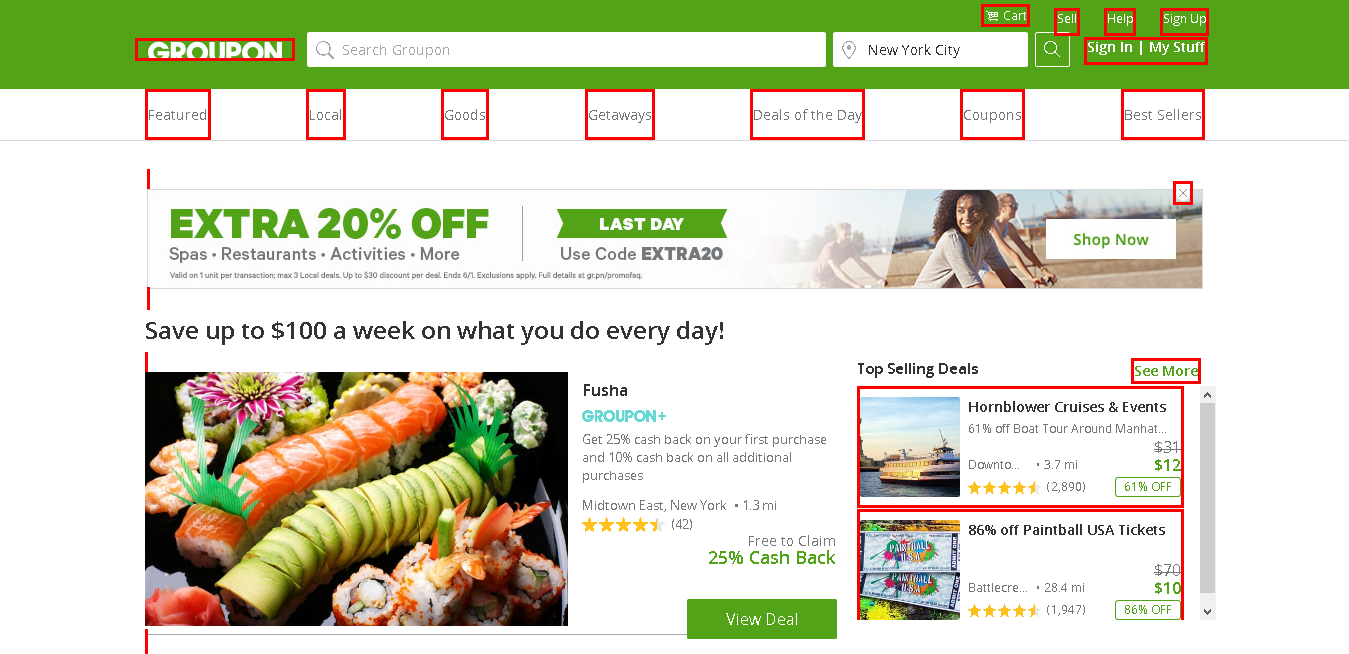 Cart
Sell
Help
Sign Up
GROUPON
Search Groupon
New York City
Sign In | My Stuff
Featured
Local
Goods
Getaways
Deals of the Day
Coupons
Best Sellers
EXTRA 20% OFF
Spas • Restaurants • Activities • More
Valid on 1 unit per transaction; max 3 Local deals. Up to $30 discount per deal. Ends 6/1. Exclusions apply. Full details at gr.pn/promofaq.
LAST DAY
Use Code EXTRA20
Shop Now
Save up to $100 a week on what you do every day!
Fusha
GROUPON+
Get 25% cash back on your first purchase
and 10% cash back on all additional
purchases
Midtown East, New York • 1.3 mi
(42)
Free to Claim
25% Cash Back
View Deal
Top Selling Deals
See More
Hornblower Cruises & Events
61% off Boat Tour Around Manhat...
$31
Downto... • 3.7 mi
$12
(2,890)
61% OFF
86% off Paintball USA Tickets
PAINTBALL
U.S.A.
PAINTBALL
U.S.A.
$70
Battlecre... • 28.4 mi
$10
(1,947)
86% OFF